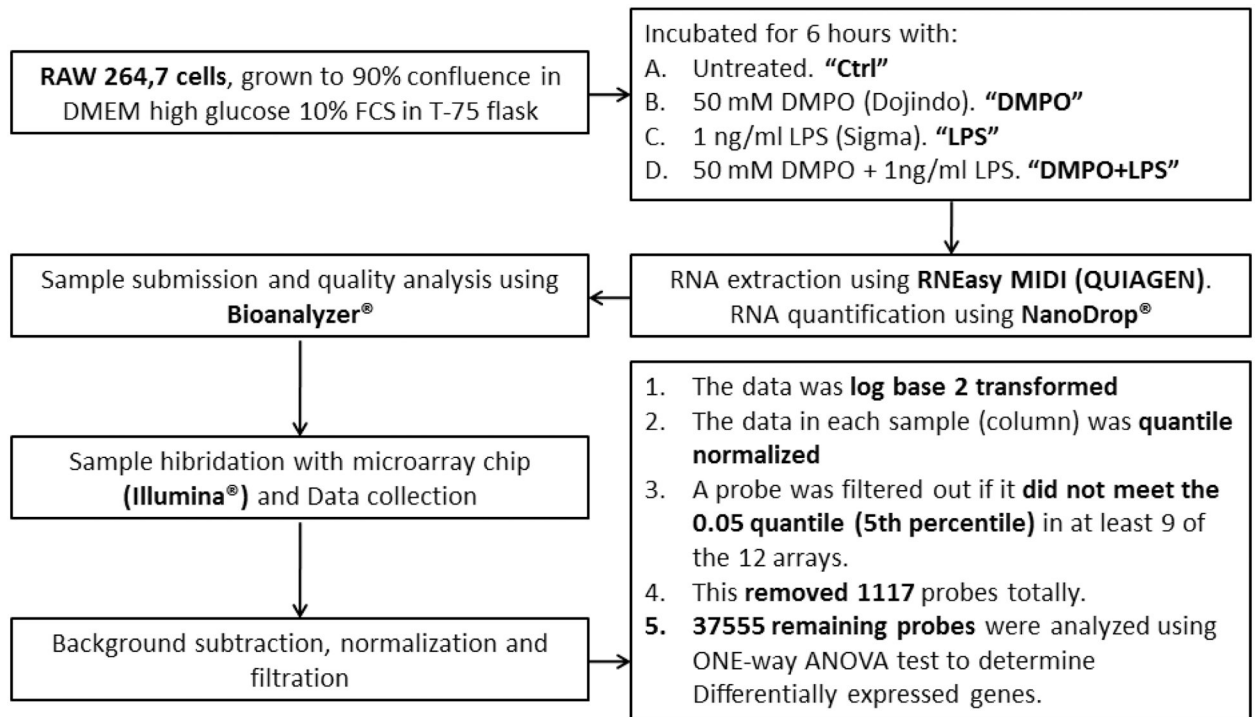 RAW 264,7 cells, grown to 90% confluence in
DMEM high glucose 10% FCS in T-75 flask
Incubated for 6 hours with:
A. Untreated. “Ctrl”
B. 50 mM DMPO (Dojindo). “DMPO”
C. 1 ng/ml LPS (Sigma). “LPS”
D. 50 mM DMPO + 1ng/ml LPS. “DMPO+LPS”
RNA extraction using RNEasy MIDI (QUIAGEN).
RNA quantification using NanoDrop®
Sample submission and quality analysis using
Bioanalyzer®
Sample hibridation with microarray chip
(Illumina®) and Data collection
Background subtraction, normalization and
filtration
1. The data was log base 2 transformed
2. The data in each sample (column) was quantile
normalized
3. A probe was filtered out if it did not meet the
0.05 quantile (5th percentile) in at least 9 of
the 12 arrays.
4. This removed 1117 probes totally.
5. 37555 remaining probes were analyzed using
ONE-way ANOVA test to determine
Differentially expressed genes.